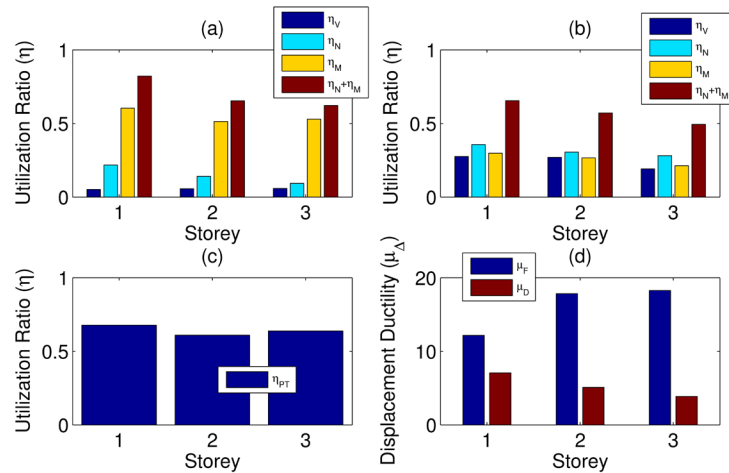 (a)
Utilization Ratio (η)
1
0.5
0
1 2 3
Storey
η_V
η_N
η_M
η_N+η_M
(b)
Utilization Ratio (η)
1
0.5
0
1 2 3
Storey
η_V
η_N
η_M
η_N+η_M
(c)
Utilization Ratio (η)
1
0.5
0
1 2 3
Storey
η_PT
(d)
Displacement Ductility (μ_Δ)
20
10
0
1 2 3
Storey
μ_F
μ_D